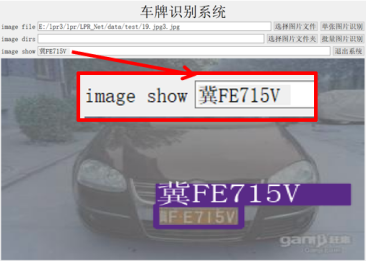 车牌识别系统
image file E:/lpr3/lpr/LPR_Net/data/test/19.jpg3.jpg 选择图片文件 单张图片识别
image dirs 选择图片文件夹 批量图片识别
image show 冀FE715V 退出系统
image show 冀FE715V
冀FE715V
冀F·E715V